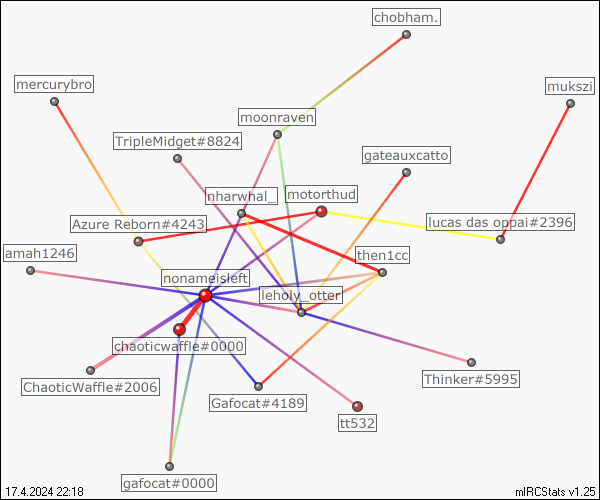 chobham.
mercurybro
mukszi
moonraven
TripleMidget#8824
gateauxcatto
nharwhal_
motorthud
Azure Reborn#4243
lucas das oppai#2396
amah1246
then1cc
nonameisleft
leholy_otter
chaoticwaffle#0000
ChaoticWaffle#2006
Thinker#5995
Gafocat#4189
tt532
gafocat#0000
17.4.2024 22:18
mIRCStats v1.25